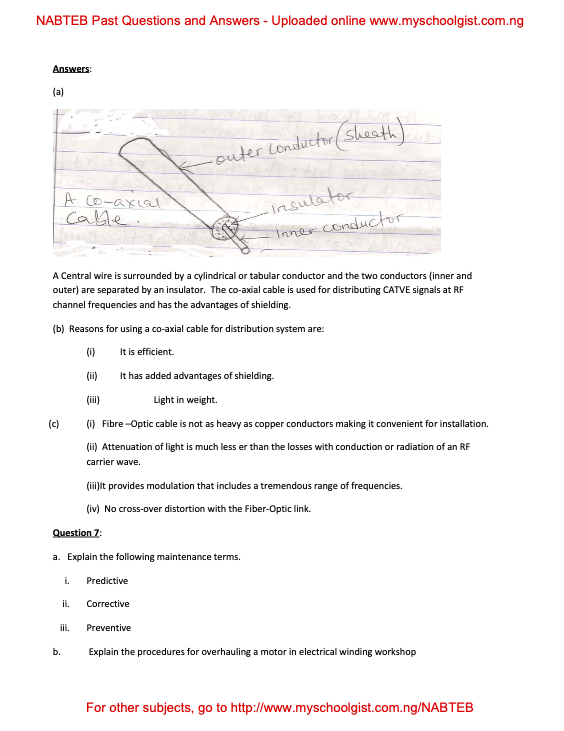 NABTEB Past Questions and Answers - Uploaded online www.myschoolgist.com.ng
Answers:
(a)
outer conductor (sheath)
A co-axial
cable.
insulator
inner conductor
A Central wire is surrounded by a cylindrical or tabular conductor and the two conductors (inner and
outer) are separated by an insulator. The co-axial cable is used for distributing CATVE signals at RF
channel frequencies and has the advantages of shielding.
(b) Reasons for using a co-axial cable for distribution system are:
(i) It is efficient.
(ii) It has added advantages of shielding.
(iii) Light in weight.
(c) (i) Fibre –Optic cable is not as heavy as copper conductors making it convenient for installation.
(ii) Attenuation of light is much less er than the losses with conduction or radiation of an RF
carrier wave.
(iii)It provides modulation that includes a tremendous range of frequencies.
(iv) No cross-over distortion with the Fiber-Optic link.
Question 7:
a. Explain the following maintenance terms.
i. Predictive
ii. Corrective
iii. Preventive
b. Explain the procedures for overhauling a motor in electrical winding workshop
For other subjects, go to http://www.myschoolgist.com.ng/NABTEB